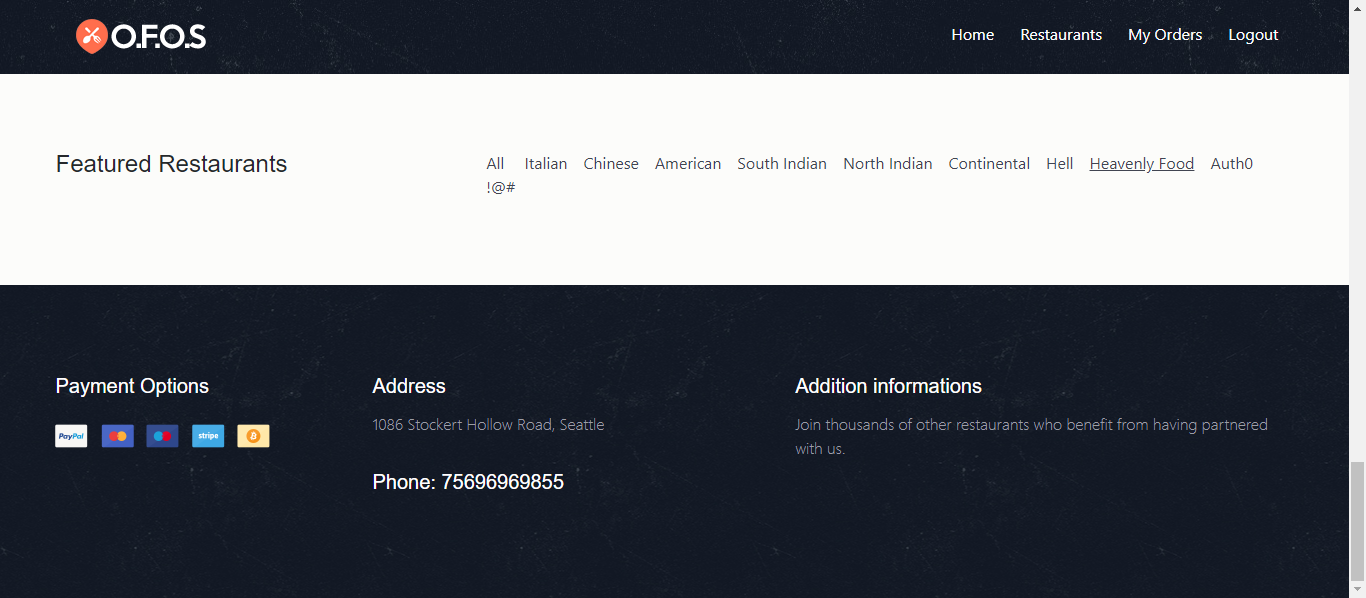 O.F.O.S
Home Restaurants My Orders Logout
Featured Restaurants
All Italian Chinese American South Indian North Indian Continental Hell Heavenly Food Auth0
!@#
Payment Options
PayPal
stripe
Address
1086 Stockert Hollow Road, Seattle
Phone: 75696969855
Addition informations
Join thousands of other restaurants who benefit from having partnered
with us.